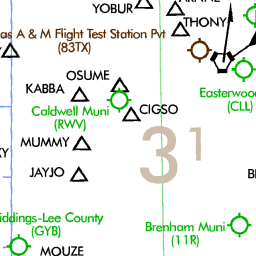 YOBUR
THONY
as A & M Flight Test Station Pvt
(83TX)
OSUME
KABBA
Easterwoo
(CLL)
Caldwell Muni
(RWV)
CIGSO
31
MUMMY
JAYJO
iddings-Lee County
(GYB)
Brenham Muni
(11R)
MOUZE